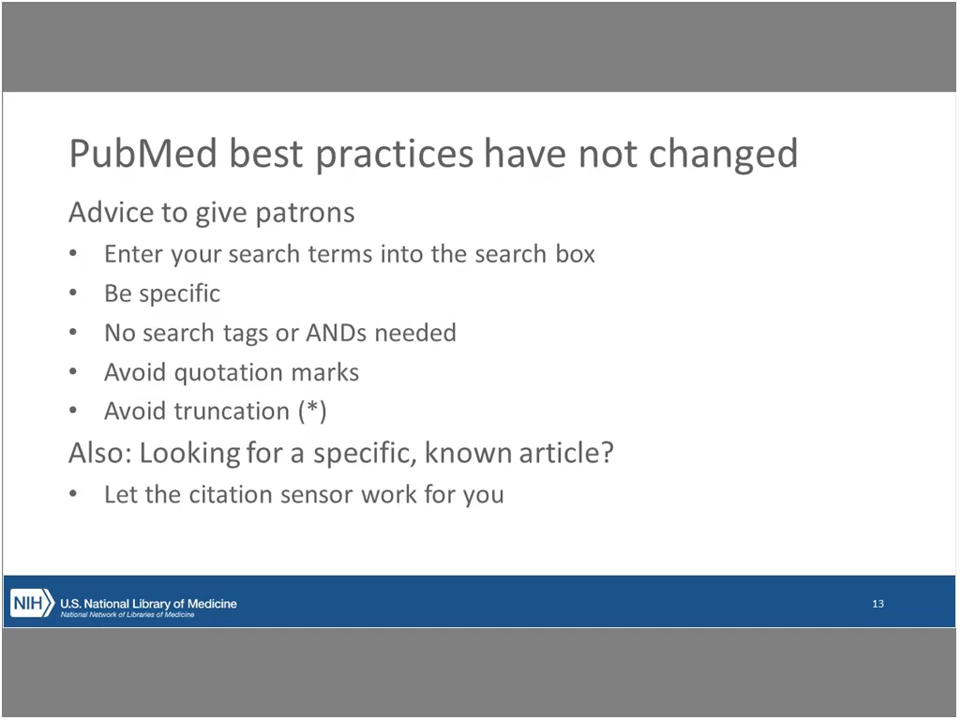 PubMed best practices have not changed
Advice to give patrons
• Enter your search terms into the search box
• Be specific
• No search tags or ANDs needed
• Avoid quotation marks
• Avoid truncation (*)
Also: Looking for a specific, known article?
• Let the citation sensor work for you
NIH U.S. National Library of Medicine
National Network of Libraries of Medicine
13